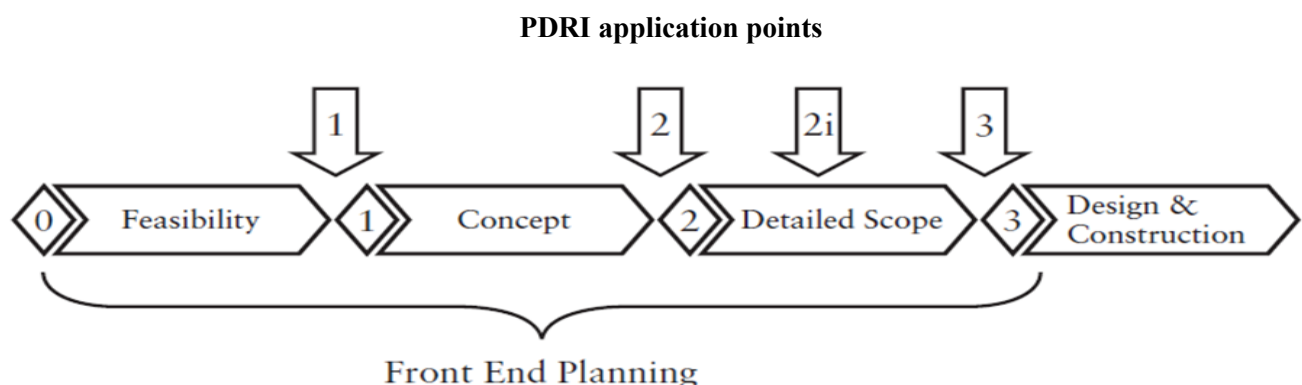 PDRI application points
1
2
2i
3
0
Feasibility
1
Concept
2
Detailed Scope
3
Design &
Construction
Front End Planning